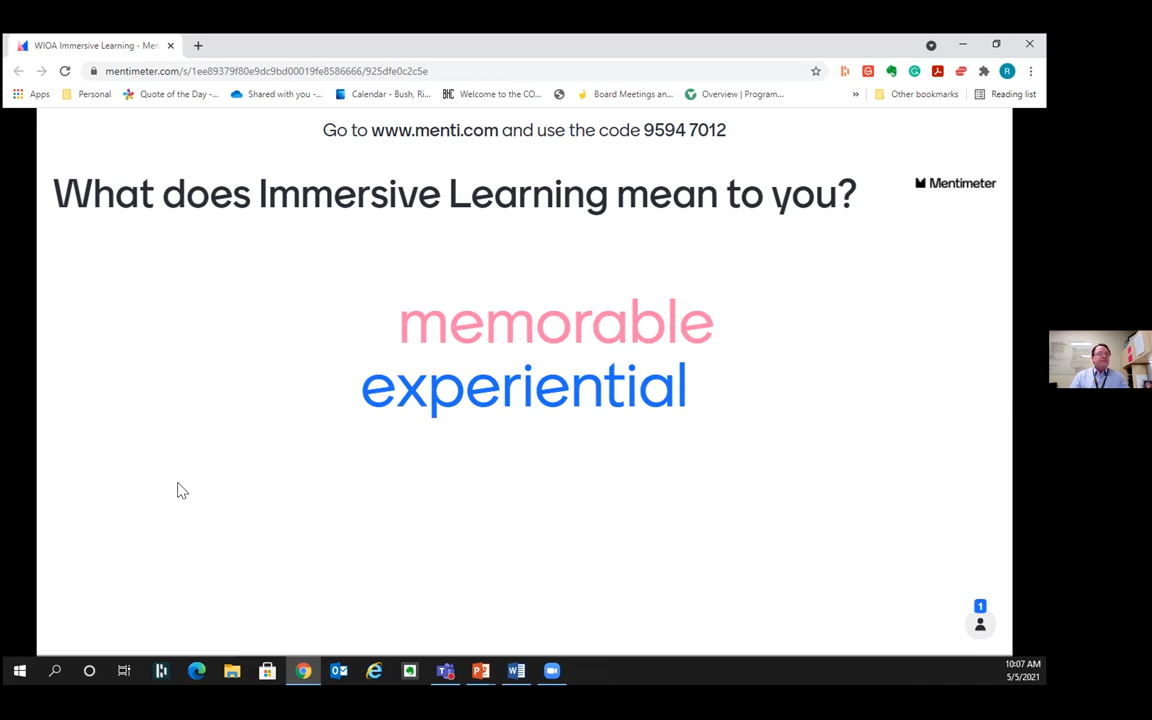 WIOA Immersive Learning - Men
mentimeter.com/s/1ee89379f80e9dc9bd00019fe8586666/925dfe0c2c5e
R
Apps Personal Quote of the Day -... Shared with you -... Calendar - Bush, Ri... BHC Welcome to the CO... Board Meetings an... Overview | Program... » Other bookmarks Reading list
Go to www.menti.com and use the code 9594 7012
What does Immersive Learning mean to you?
Mentimeter
memorable
experiential
1
10:07 AM
5/5/2021